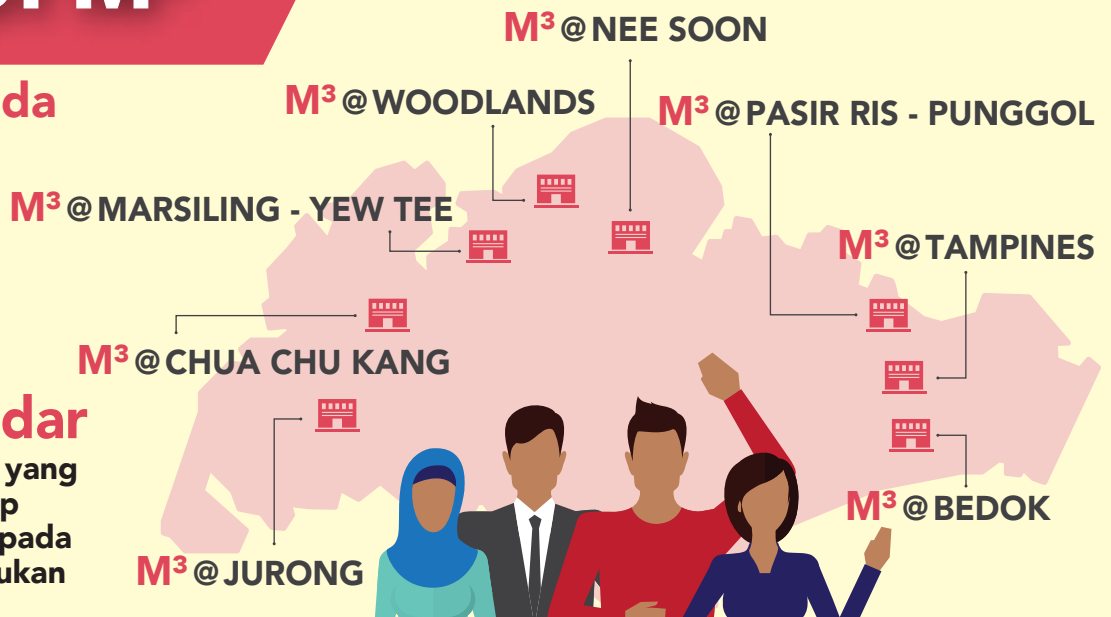 M³@NEE SOON
da
M³@WOODLANDS
M³@PASIR RIS - PUNGGOL
M³@MARSILING - YEW TEE
M³@TAMPINES
M³@CHUA CHU KANG
dar
yang
p
pada
ukan
M³@BEDOK
M³@JURONG